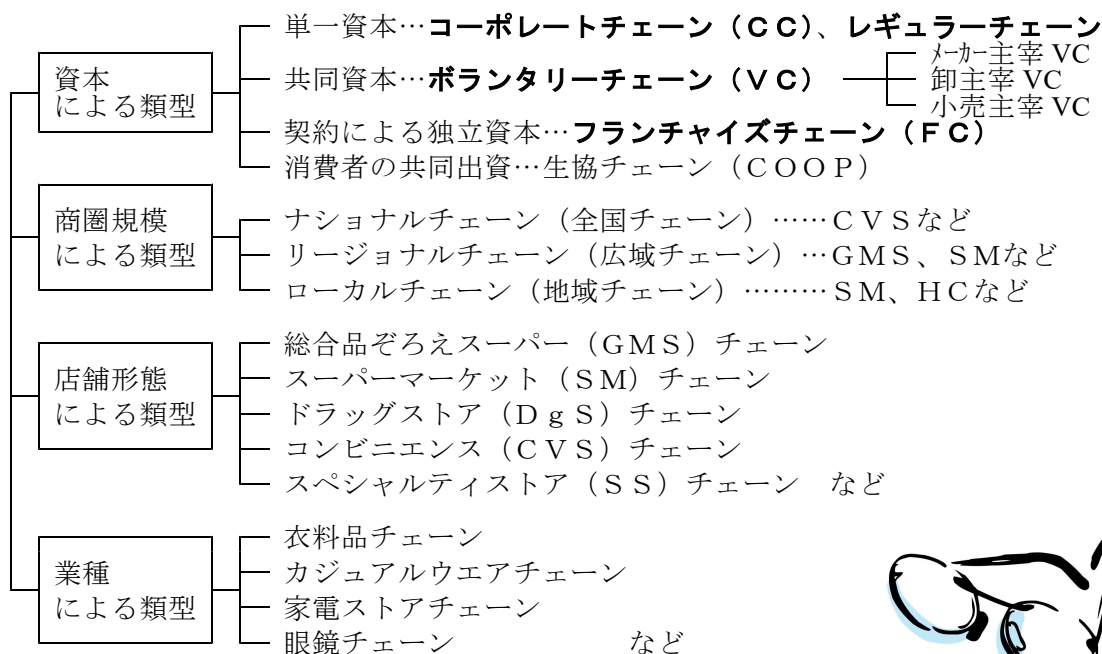 単一資本…コーポレートチェーン（ＣＣ）、レギュラーチェーン
資本
による類型
共同資本…ボランタリーチェーン（ＶＣ）
メーカー主宰 VC
卸主宰 VC
小売主宰 VC
契約による独立資本…フランチャイズチェーン（ＦＣ）
消費者の共同出資…生協チェーン（ＣＯＯＰ）
商圏規模
による類型
ナショナルチェーン（全国チェーン）……ＣＶＳなど
リージョナルチェーン（広域チェーン）…ＧＭＳ、ＳＭなど
ローカルチェーン（地域チェーン）………ＳＭ、ＨＣなど
店舗形態
による類型
総合品ぞろえスーパー（ＧＭＳ）チェーン
スーパーマーケット（ＳＭ）チェーン
ドラッグストア（ＤｇＳ）チェーン
コンビニエンス（ＣＶＳ）チェーン
スペシャルティストア（ＳＳ）チェーン　など
業種
による類型
衣料品チェーン
カジュアルウエアチェーン
家電ストアチェーン
眼鏡チェーン　　　　　など